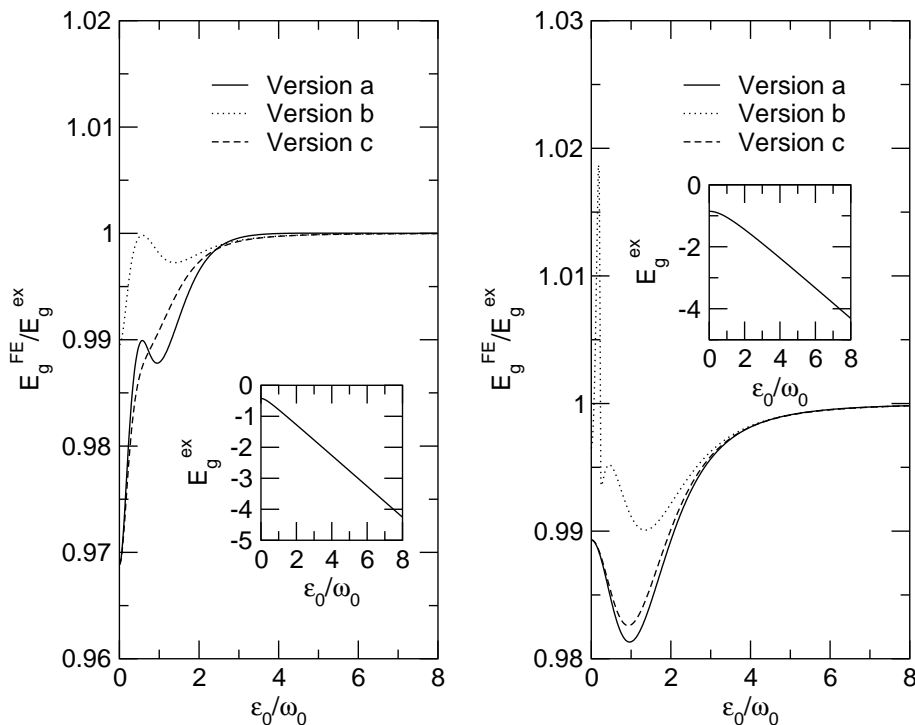 1.02
1.01
1
0.99
0.98
0.97
0.96
E_g^FE/E_g^ex
Version a
Version b
Version c
0
-1
-2
-3
-4
-5
E_g^ex
0 2 4 6 8
ε₀/ω₀
0 2 4 6 8
ε₀/ω₀
1.03
1.02
1.01
1
0.99
0.98
E_g^FE/E_g^ex
Version a
Version b
Version c
0
-2
-4
E_g^ex
0 2 4 6 8
ε₀/ω₀
0 2 4 6 8
ε₀/ω₀